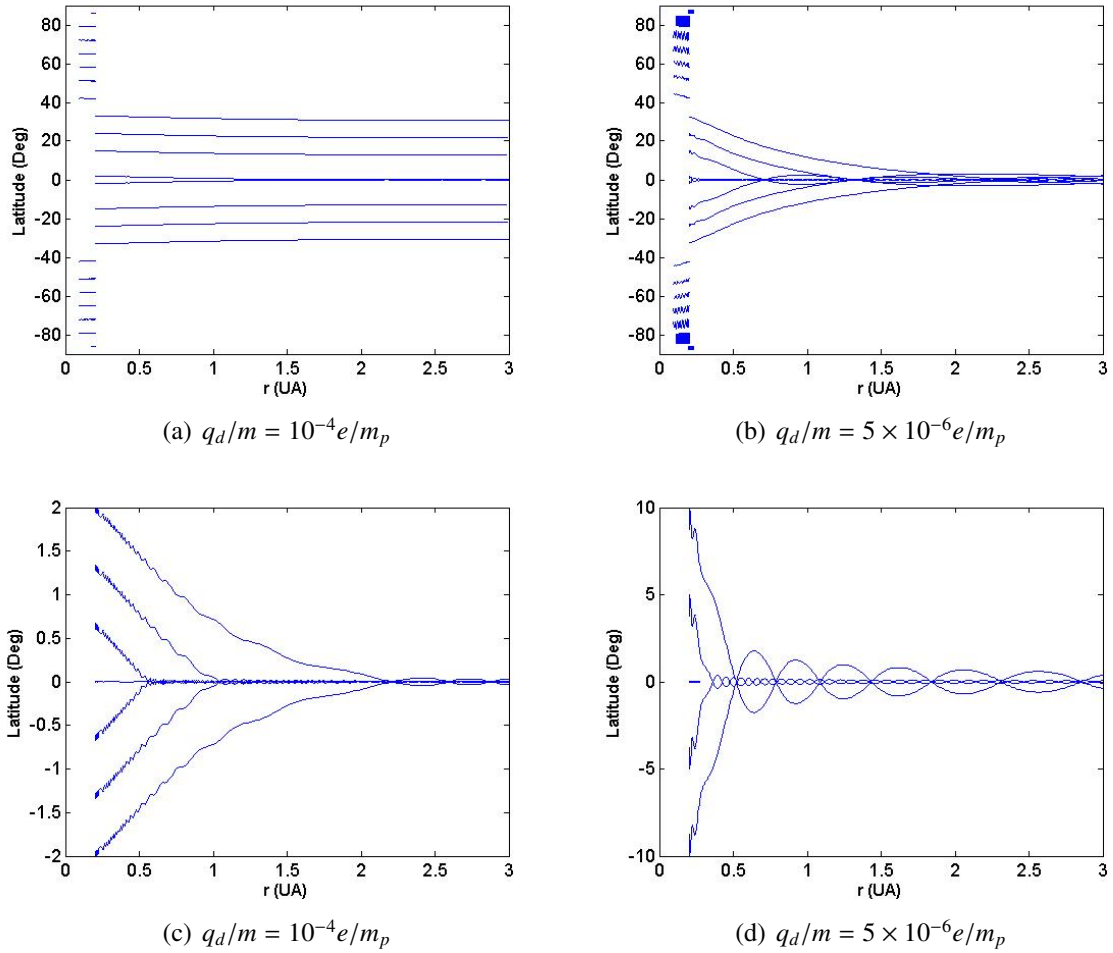 80
60
40
20
0
-20
-40
-60
-80
Latitude (Deg)
0 0.5 1 1.5 2 2.5 3
r (UA)
(a) q_d/m = 10^{-4}e/m_p
80
60
40
20
0
-20
-40
-60
-80
Latitude (Deg)
0 0.5 1 1.5 2 2.5 3
r (UA)
(b) q_d/m = 5 × 10^{-6}e/m_p
2
1.5
1
0.5
0
-0.5
-1
-1.5
-2
Latitude (Deg)
0 0.5 1 1.5 2 2.5 3
r (UA)
(c) q_d/m = 10^{-4}e/m_p
10
5
0
-5
-10
Latitude (Deg)
0 0.5 1 1.5 2 2.5 3
r (UA)
(d) q_d/m = 5 × 10^{-6}e/m_p